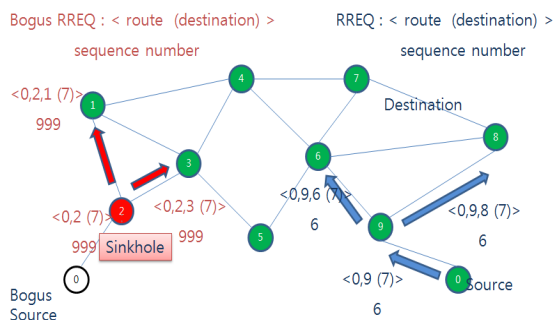 Bogus RREQ : < route (destination) >
sequence number
RREQ : < route (destination) >
sequence number
4
7
<0,2,1 (7)>
1
999
Destination
8
3
6
<0,2 (7)>
2
<0,2,3 (7)>
<0,9,6 (7)>
6
<0,9,8 (7)>
9
999
Sinkhole
999
5
6
0
<0,9 (7)>
0
Source
Bogus
Source
6